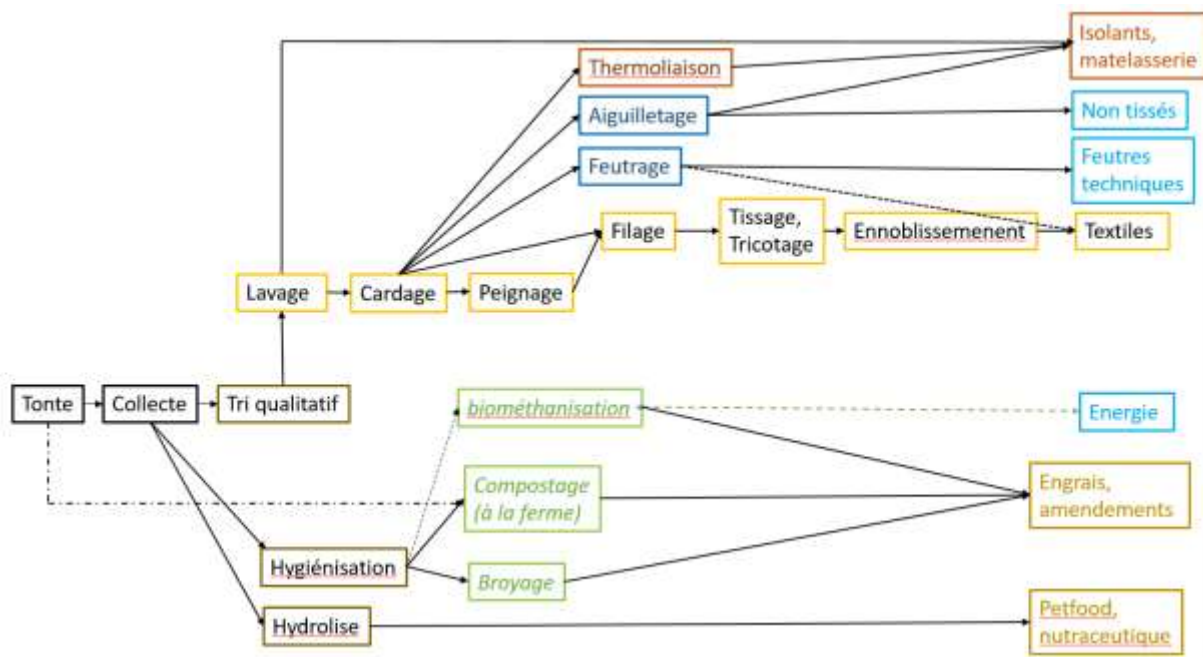 Isolants,
matelasserie
Thermoliaison
Aiguilletage
Non tissés
Feutrage
Feutres
techniques
Filage
Tissage,
Tricotage
Ennoblissemenent
Textiles
Lavage
Cardage
Peignage
Tonte
Collecte
Tri qualitatif
biométhanisation
Energie
Compostage
(à la ferme)
Engrais,
amendements
Hygiénisation
Broyage
Hydrolise
Petfood,
nutraceutique